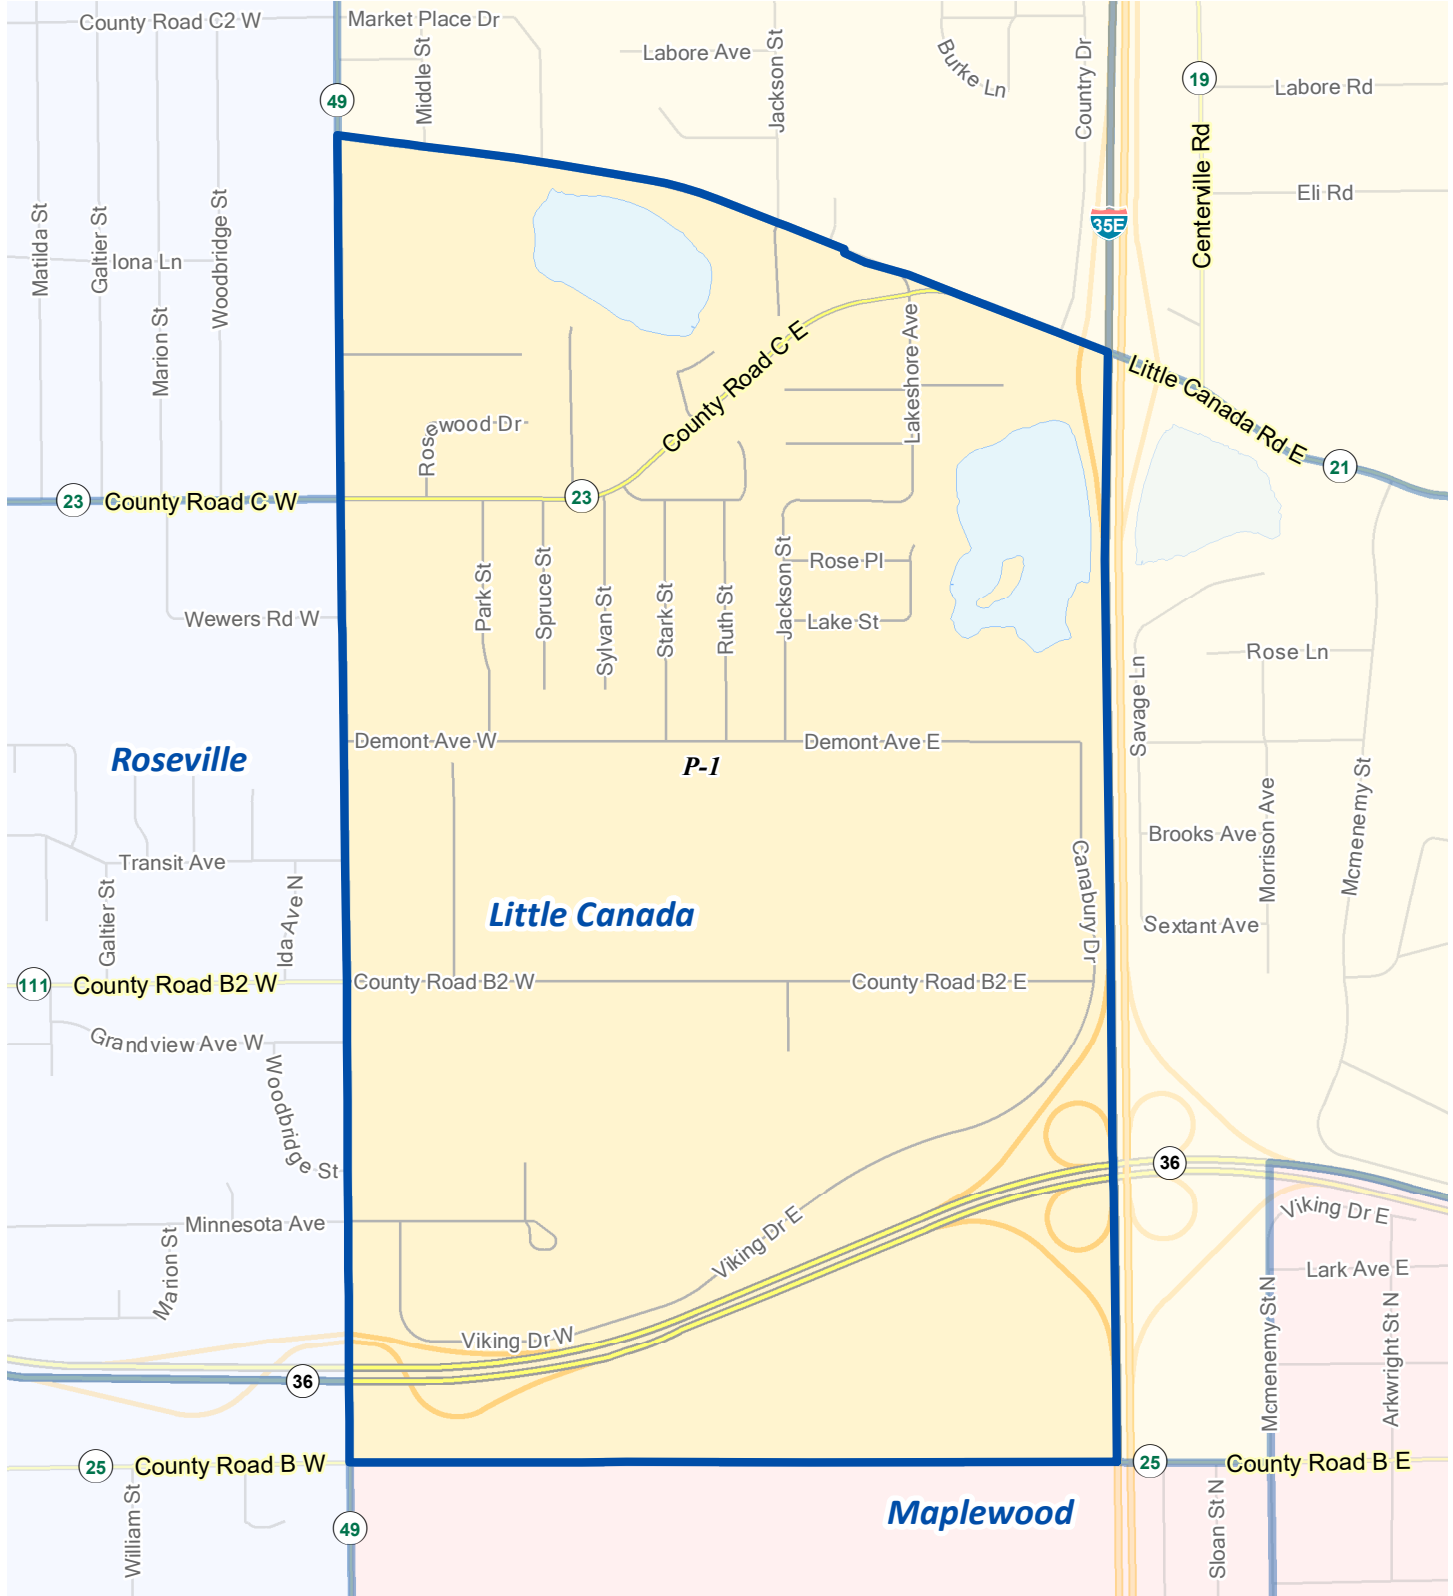 County Road C2 W
Market Place Dr
Middle St
Labore Ave
Jackson St
Burke Ln
Country Dr
19
Labore Rd
49
Centerville Rd
Eli Rd
35E
Matilda St
Galtier St
Iona Ln
Marion St
Woodbridge St
County Road C E
Lakeshore Ave
Little Canada Rd E
21
Rosewood Dr
23
County Road C W
23
Wewers Rd W
Park St
Spruce St
Sylvan St
Stark St
Ruth St
Jackson St
Rose Pl
Lake St
Savage Ln
Rose Ln
Roseville
Demont Ave W
P-1
Demont Ave E
Mcmenemy St
Morrison Ave
Brooks Ave
Transit Ave
Galtier St
Ida Ave N
Little Canada
Canabury Dr
Sextant Ave
111
County Road B2 W
County Road B2 W
County Road B2 E
Grandview Ave W
Woodbridge St
36
Minnesota Ave
Marion St
Viking Dr E
Viking Dr E
Lark Ave E
Mcmenemy St N
Arkwright St N
Viking Dr W
36
25
County Road B W
25
County Road B E
William St
49
Maplewood
Sloan St N